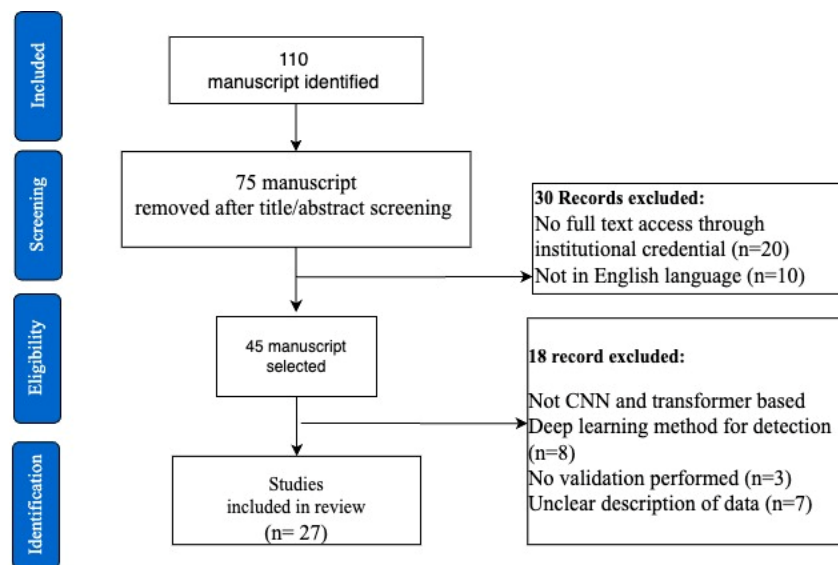 Included
110
manuscript identified
Screening
75 manuscript
removed after title/abstract screening
30 Records excluded:
No full text access through
institutional credential (n=20)
Not in English language (n=10)
Eligibility
45 manuscript
selected
18 record excluded:
Not CNN and transformer based
Deep learning method for detection
(n=8)
No validation performed (n=3)
Unclear description of data (n=7)
Identification
Studies
included in review
(n= 27)